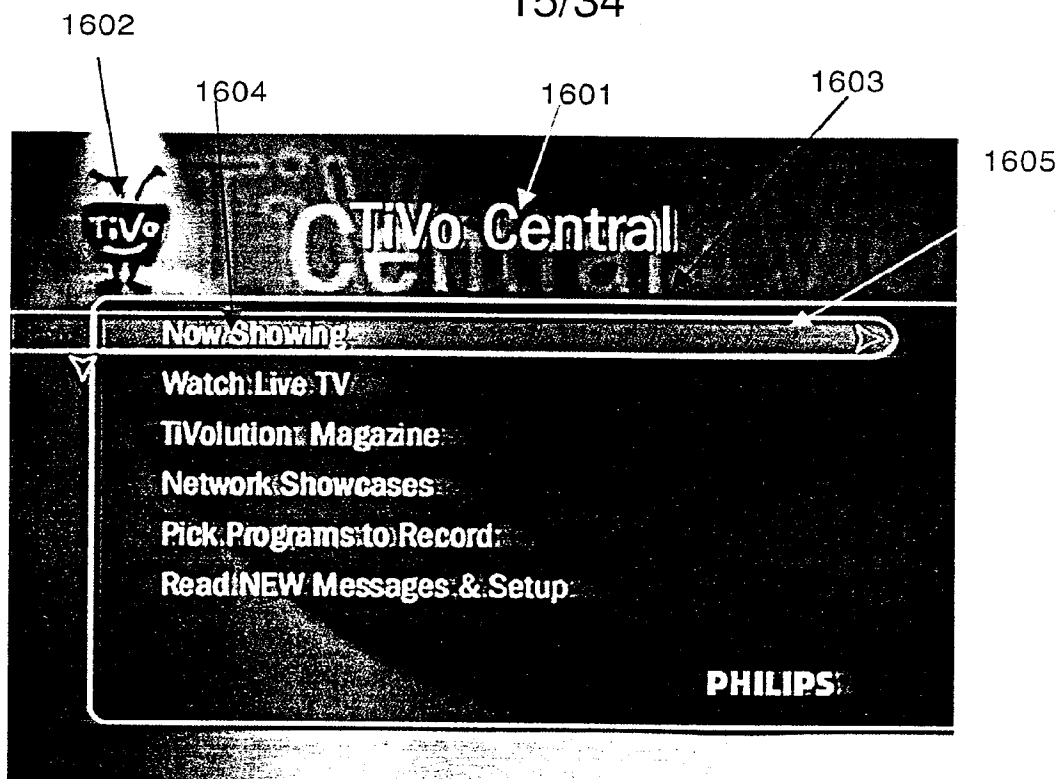 15/34
1602
1604
1601
1603
1605
TiVo
TiVo Central
Central
Now Showing
Watch Live TV
TiVolution Magazine
Network Showcases
Pick Programs to Record
Read NEW Messages & Setup
PHILIPS